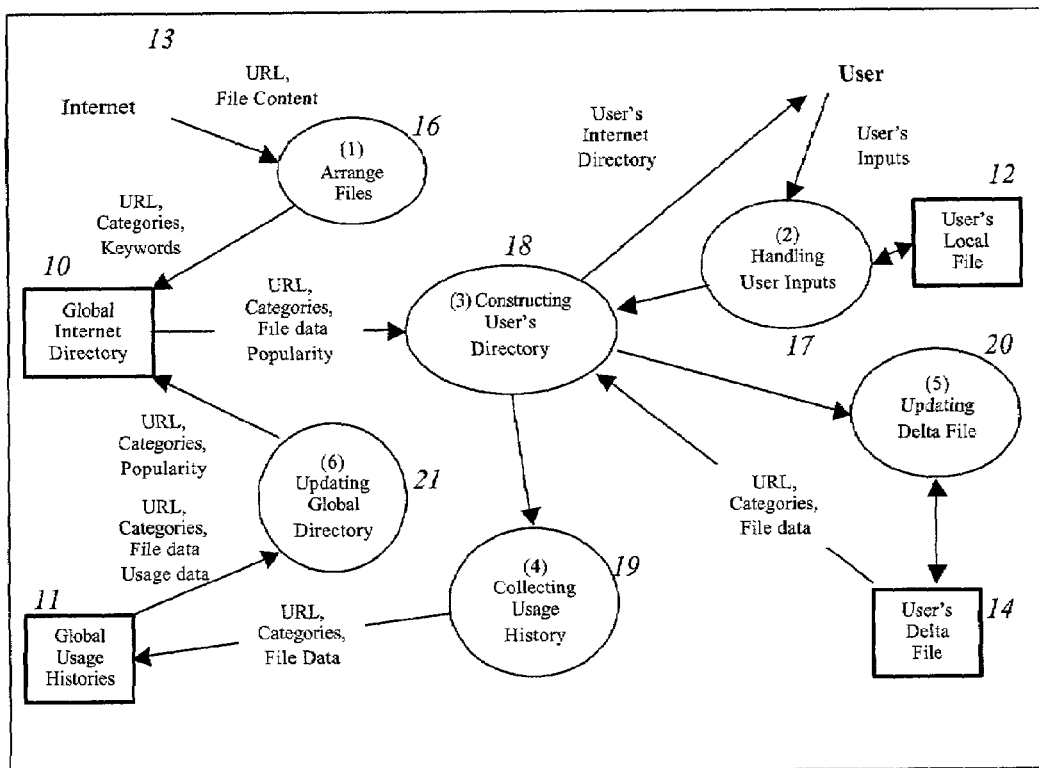 13
URL,
File Content
Internet
User
16
(1)
Arrange
Files
User's
Internet
Directory
User's
Inputs
12
User's
Local
File
URL,
Categories,
Keywords
(2)
Handling
User Inputs
17
10
Global
Internet
Directory
URL,
Categories,
File data
Popularity
18
(3) Constructing
User's
Directory
20
(5)
Updating
Delta File
URL,
Categories,
Popularity
(6)
Updating
Global
Directory
21
URL,
Categories,
File data
URL,
Categories,
File data
Usage data
(4)
Collecting
Usage
History
19
11
Global
Usage
Histories
URL,
Categories,
File Data
User's
Delta
File
14